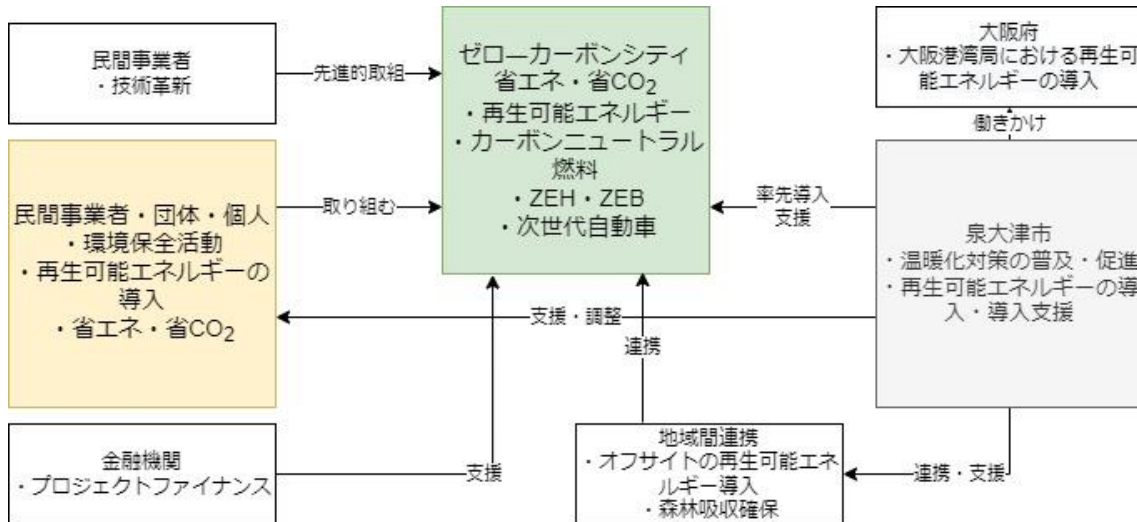 民間事業者
・技術革新
先進的取組
ゼロ―カーボンシティ
省エネ・省CO₂
・再生可能エネルギー
・カーボンニュートラル
燃料
・ZEH・ZEB
・次世代自動車
大阪府
・大阪港湾局における再生可
能エネルギーの導入
働きかけ
民間事業者・団体・個人
・環境保全活動
・再生可能エネルギーの
導入
・省エネ・省CO₂
取り組む
率先導入
支援
泉大津市
・温暖化対策の普及・促進
・再生可能エネルギーの導
入・導入支援
支援・調整
連携
金融機関
・プロジェクトファイナンス
支援
地域間連携
・オフサイトの再生可能エネ
ルギー導入
・森林吸収確保
連携・支援